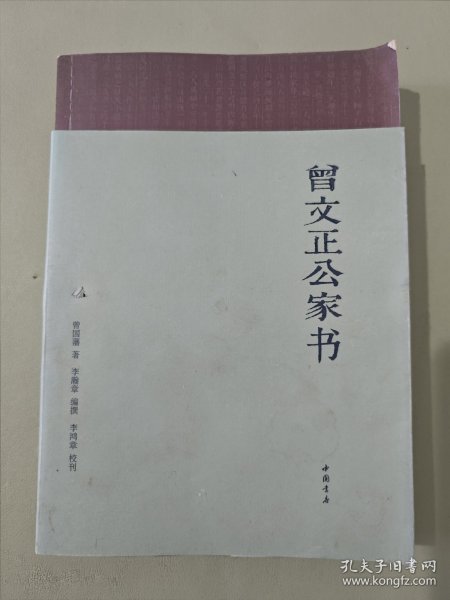 曾文正公家书
曾国藩 著 李瀚章 编撰 李鸿章 校刊
中国书店
孔夫子旧书网
www.kongfz.com